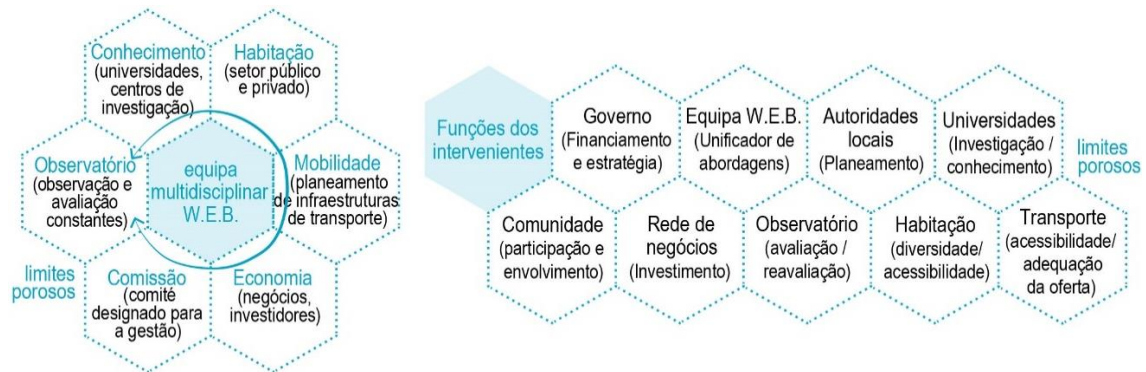 Conhecimento
(universidades,
centros de
investigação)
Habitação
(setor público
e privado)
Observatório
(observação e
avaliação
constantes)
equipa
multidisciplinar
W.E.B.
Mobilidade
(planeamento
de infraestruturas
de transporte)
limites
porosos
Comissão
(comité
designado para
a gestão)
Economia
(negócios,
investidores)
Funções dos
intervenientes
Governo
(Financiamento
e estratégia)
Equipa W.E.B.
(Unificador de
abordagens)
Autoridades
locais
(Planeamento)
Universidades
(Investigação /
conhecimento)
limites
porosos
Comunidade
(participação e
envolvimento)
Rede de
negócios
(Investimento)
Observatório
(avaliação /
reavaliação)
Habitação
(diversidade/
acessibilidade)
Transporte
(acessibilidade/
adequação
da oferta)